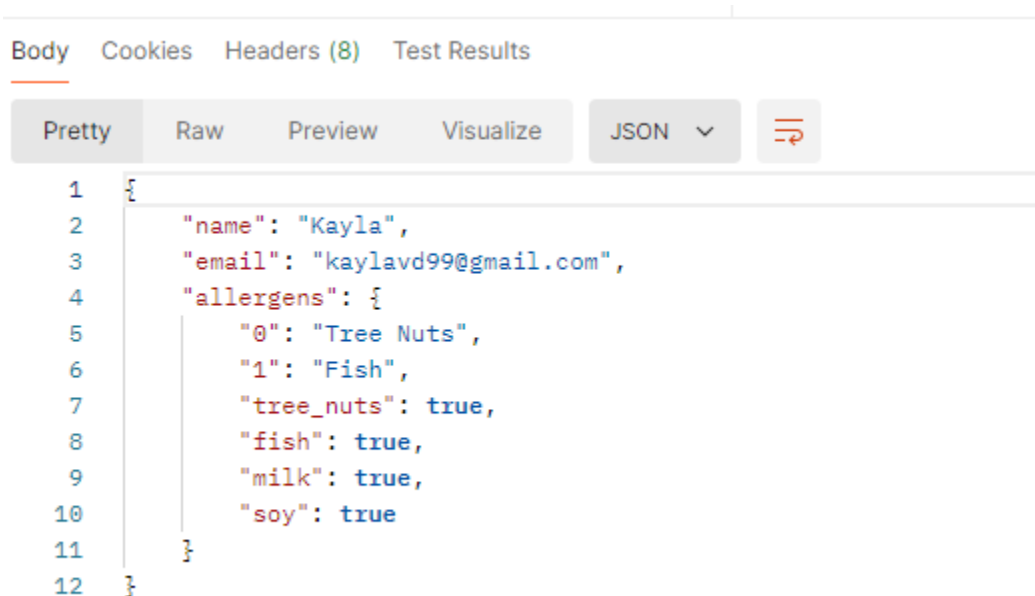 Body Cookies Headers (8) Test Results
Pretty Raw Preview Visualize JSON
1 {
2 "name": "Kayla",
3 "email": "kaylavd99@gmail.com",
4 "allergens": {
5 "0": "Tree Nuts",
6 "1": "Fish",
7 "tree_nuts": true,
8 "fish": true,
9 "milk": true,
10 "soy": true
11 }
12 }